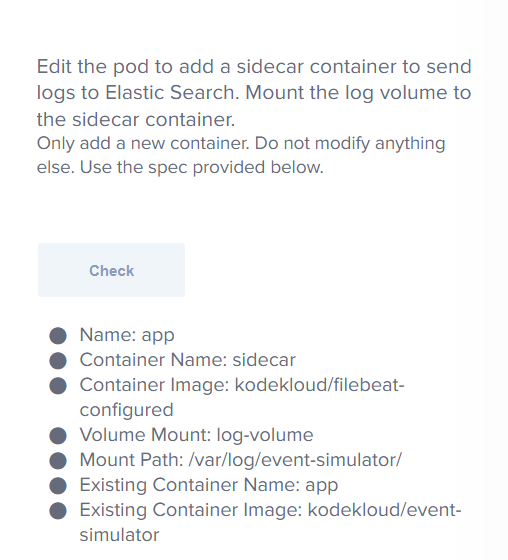 Edit the pod to add a sidecar container to send
logs to Elastic Search. Mount the log volume to
the sidecar container.
Only add a new container. Do not modify anything
else. Use the spec provided below.
Check
Name: app
Container Name: sidecar
Container Image: kodekloud/filebeat-
configured
Volume Mount: log-volume
Mount Path: /var/log/event-simulator/
Existing Container Name: app
Existing Container Image: kodekloud/event-
simulator